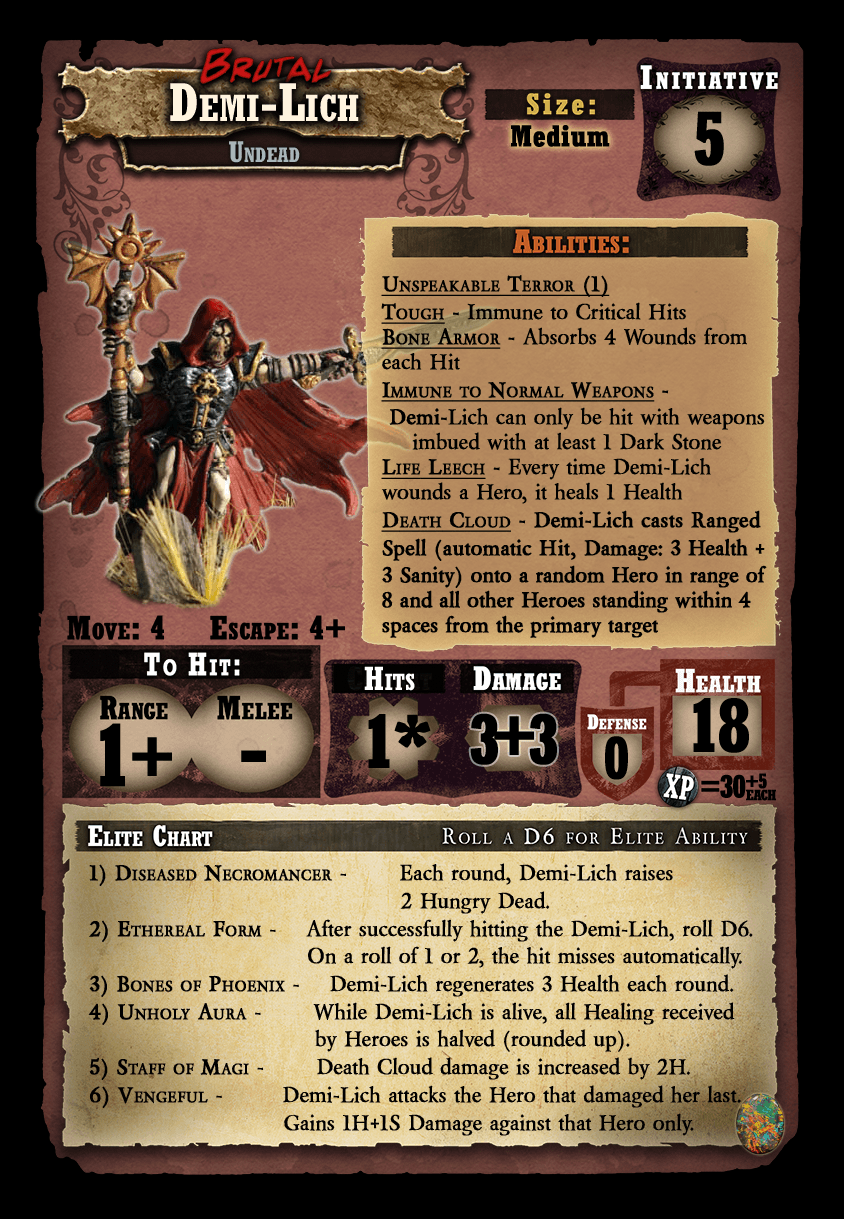 Brutal
Demi-Lich
Undead
Size:
Medium
Initiative
5
Abilities:
Unspeakable Terror (1)
Tough - Immune to Critical Hits
Bone Armor - Absorbs 4 Wounds from
each Hit
Immune to Normal Weapons -
Demi-Lich can only be hit with weapons
imbued with at least 1 Dark Stone
Life Leech - Every time Demi-Lich
wounds a Hero, it heals 1 Health
Death Cloud - Demi-Lich casts Ranged
Spell (automatic Hit, Damage: 3 Health +
3 Sanity) onto a random Hero in range of
8 and all other Heroes standing within 4
spaces from the primary target
Move: 4 Escape: 4+
To Hit:
Range
1+
Melee
-
Hits
1*
Damage
3+3
Defense
0
Health
18
XP =30 +5 EACH
Elite Chart Roll a D6 for Elite Ability
1) Diseased Necromancer - Each round, Demi-Lich raises
2 Hungry Dead.
2) Ethereal Form - After successfully hitting the Demi-Lich, roll D6.
On a roll of 1 or 2, the hit misses automatically.
3) Bones of Phoenix - Demi-Lich regenerates 3 Health each round.
4) Unholy Aura - While Demi-Lich is alive, all Healing received
by Heroes is halved (rounded up).
5) Staff of Magi - Death Cloud damage is increased by 2H.
6) Vengeful - Demi-Lich attacks the Hero that damaged her last.
Gains 1H+1S Damage against that Hero only.